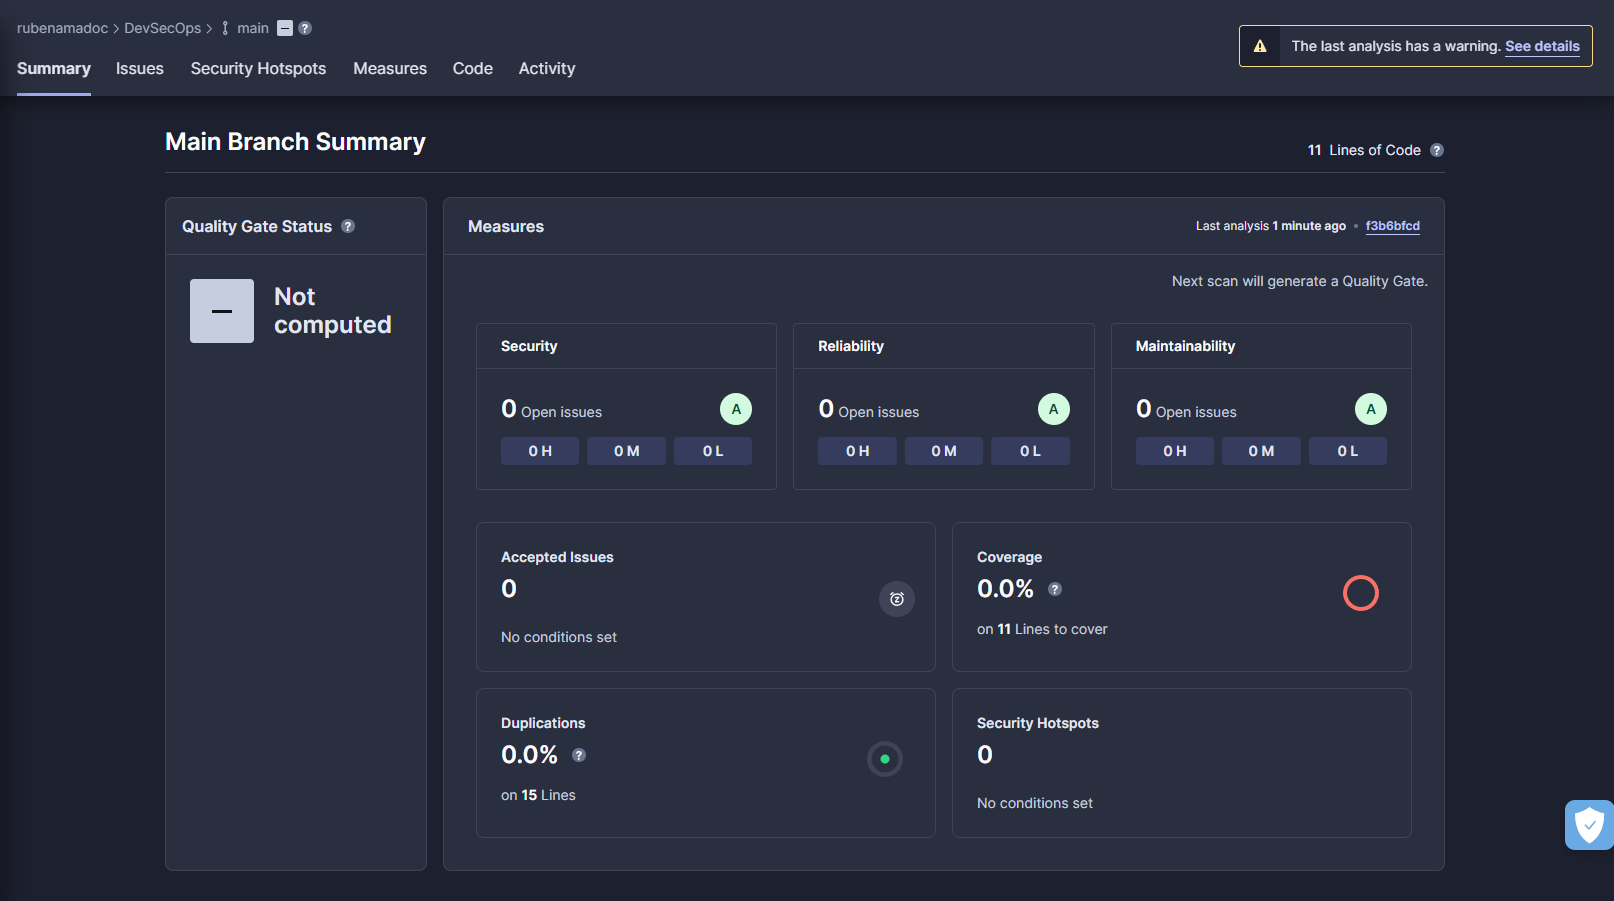 rubenamadoc > DevSecOps > main ?
The last analysis has a warning. See details
Summary Issues Security Hotspots Measures Code Activity
Main Branch Summary
11 Lines of Code ?
Quality Gate Status ?
Not
computed
Measures
Last analysis 1 minute ago • f3b6bfcd
Next scan will generate a Quality Gate.
Security
0 Open issues A
0 H 0 M 0 L
Reliability
0 Open issues A
0 H 0 M 0 L
Maintainability
0 Open issues A
0 H 0 M 0 L
Accepted Issues
0
No conditions set
Coverage
0.0% ?
on 11 Lines to cover
Duplications
0.0% ?
on 15 Lines
Security Hotspots
0
No conditions set